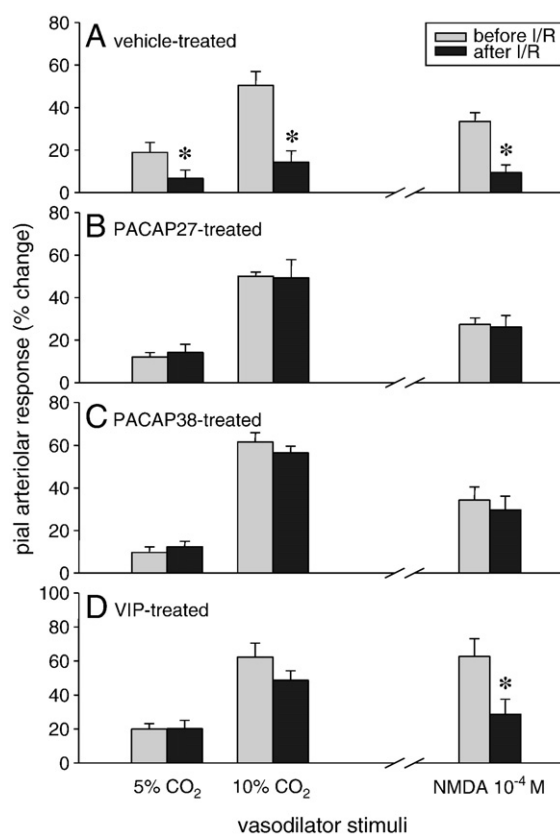 A vehicle-treated
before I/R
after I/R
80
60
40
20
0
*
*
*
B PACAP27-treated
80
60
40
20
0
C PACAP38-treated
80
60
40
20
0
D VIP-treated
100
80
60
40
20
0
*
pial arteriolar response (% change)
5% CO₂ 10% CO₂ NMDA 10⁻⁴ M
vasodilator stimuli